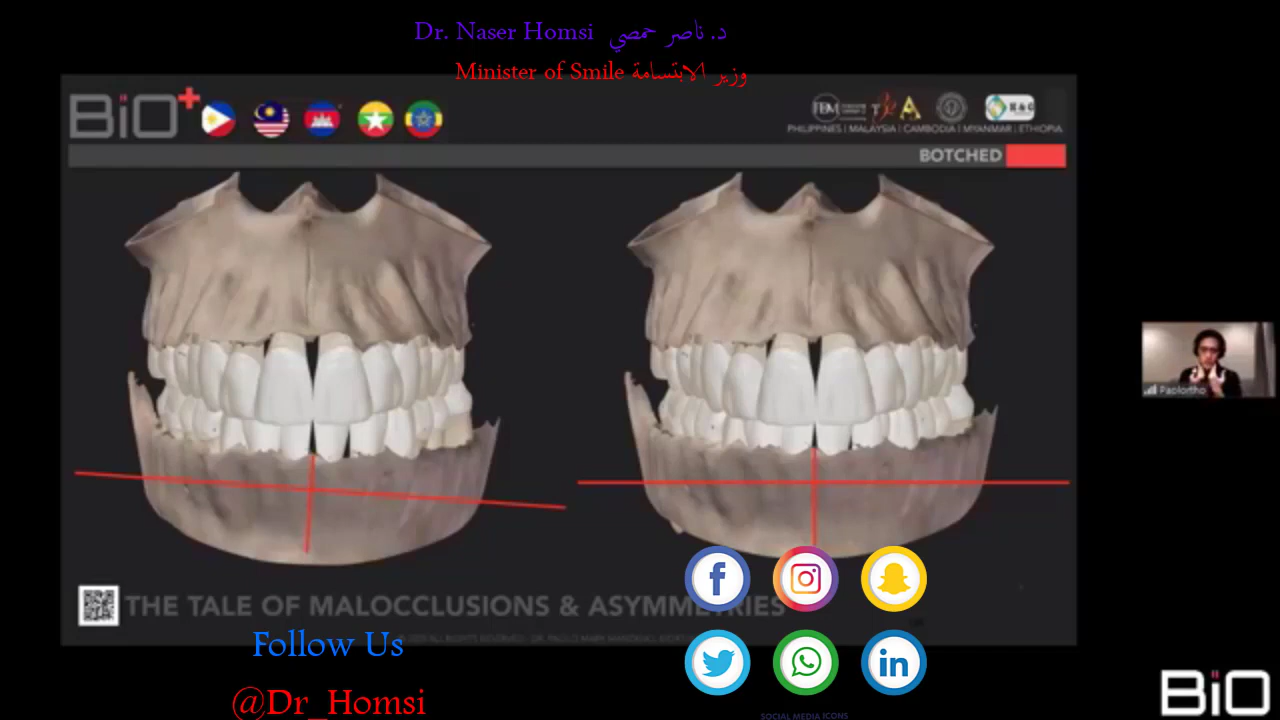 Dr. Naser Homsi د. ناصر حمصي
Minister of Smile وزير الابتسامة
BiO+
PHILIPPINES | MALAYSIA | CAMBODIA | MYANMAR | ETHIOPIA
BOTCHED
Paolortho
THE TALE OF MALOCCLUSIONS & ASYMMETRIES
Follow Us
@Dr_Homsi
SOCIAL MEDIA ICONS
BiO